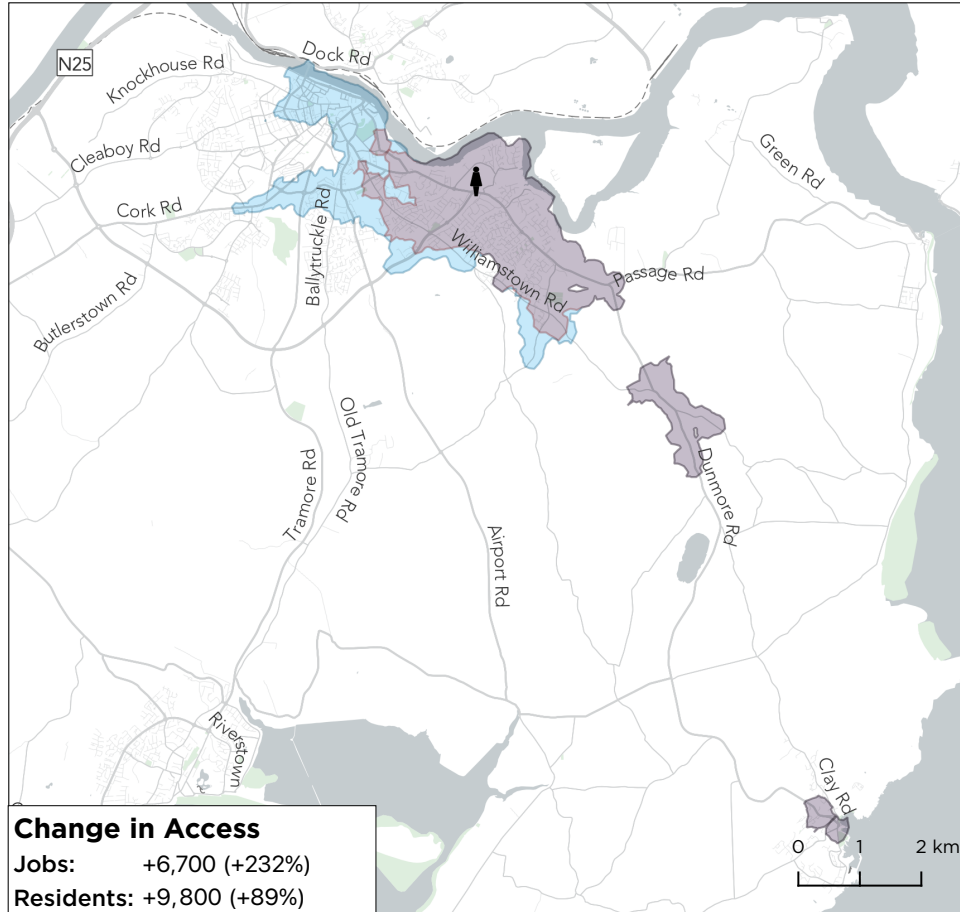 Dock Rd
N25
Knockhouse Rd
Cleaboy Rd
Green Rd
Cork Rd
Ballytruckle Rd
Williamstown Rd
Passage Rd
Butlerstown Rd
Old Tramore Rd
Tramore Rd
Dunmore Rd
Airport Rd
Riverstown
Clay Rd
Change in Access
Jobs: +6,700 (+232%)
Residents: +9,800 (+89%)
0 1 2 km